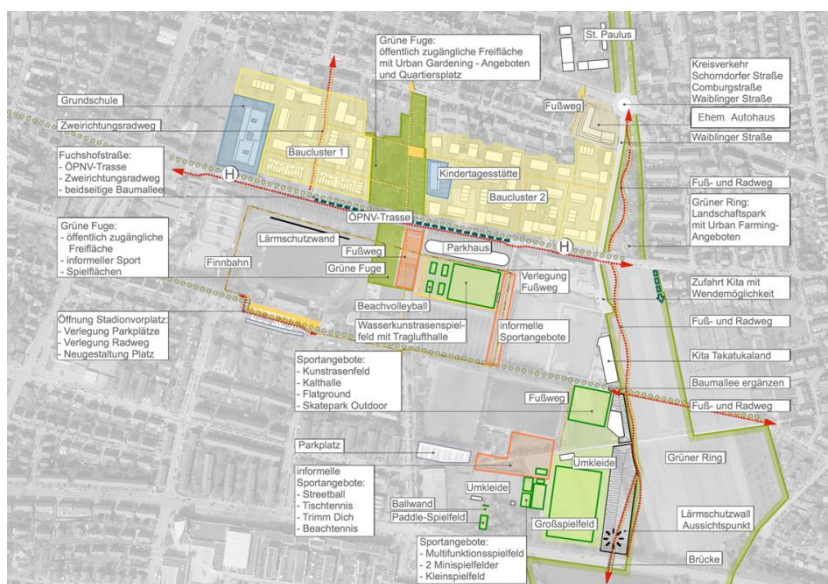 St. Paulus
Grüne Fuge:
öffentlich zugängliche Freifläche
mit Urban Gardening - Angeboten
und Quartiersplatz
Kreisverkehr
Schorndorfer Straße
Comburgstraße
Waiblinger Straße
Grundschule
Fußweg
Ehem. Autohaus
Zweirichtungsradweg
Waiblinger Straße
Baucluster 1
Fuchshofstraße:
- ÖPNV-Trasse
- Zweirichtungsradweg
- beidseitige Baumallee
Kindertagesstätte
Fuß- und Radweg
H
Baucluster 2
Grüner Ring:
Landschaftspark
mit Urban Farming-
Angeboten
ÖPNV-Trasse
H
Grüne Fuge:
- öffentlich zugängliche
Freifläche
- informeller Sport
- Spielflächen
Lärmschutzwand
Parkhaus
Fußweg
Finnbahn
Grüne Fuge
Verlegung
Fußweg
Zufahrt Kita mit
Wendemöglichkeit
Beachvolleyball
Öffnung Stadionvorplatz:
- Verlegung Parkplätze
- Verlegung Radweg
- Neugestaltung Platz
Wasserkunstrasenspiel-
feld mit Traglufthalle
informelle
Sportangebote
Fuß- und Radweg
Kita Takatukaland
Sportangebote:
- Kunstrasenfeld
- Kalthalle
- Flatground
- Skatepark Outdoor
Fußweg
Baumallee ergänzen
Fuß- und Radweg
Parkplatz
Umkleide
Grüner Ring
informelle
Sportangebote:
- Streetball
- Tischtennis
- Trimm Dich
- Beachtennis
Umkleide
Ballwand
Paddle-Spielfeld
Großspielfeld
Lärmschutzwall
Aussichtspunkt
Sportangebote:
- Multifunktionsspielfeld
- 2 Minispielfelder
- Kleinspielfeld
Brücke